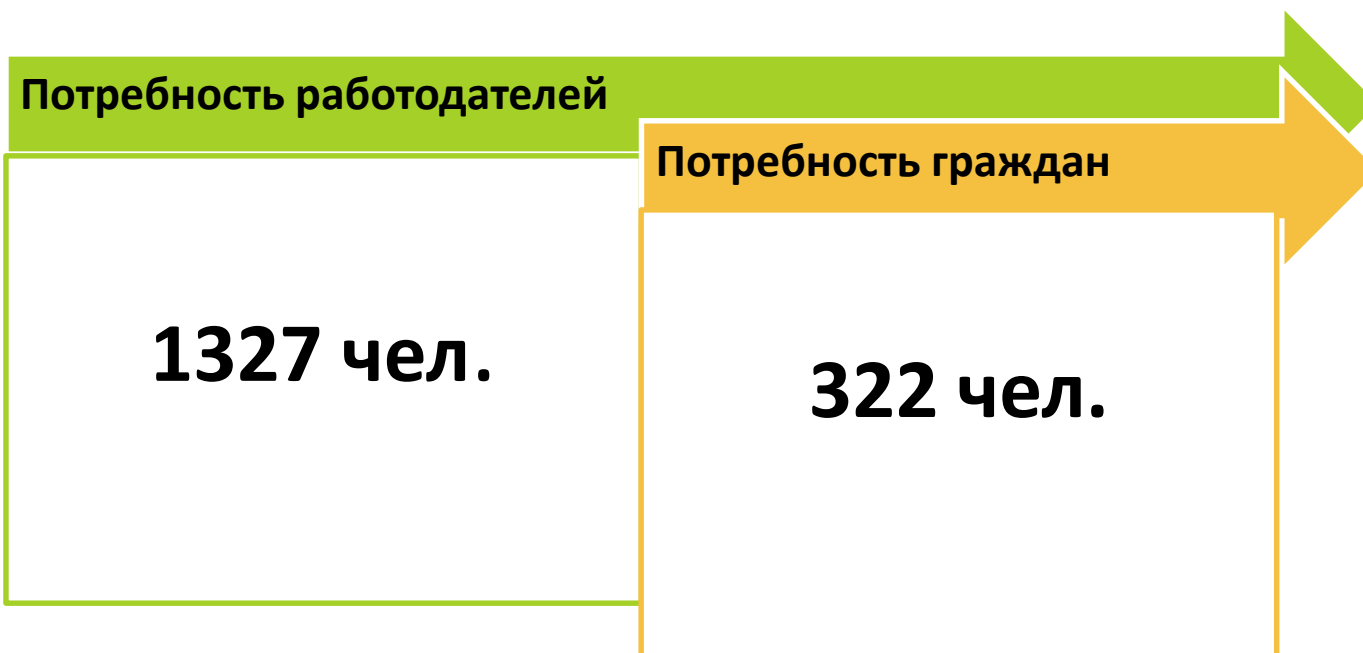 Потребность работодателей
Потребность граждан
1327 чел.
322 чел.